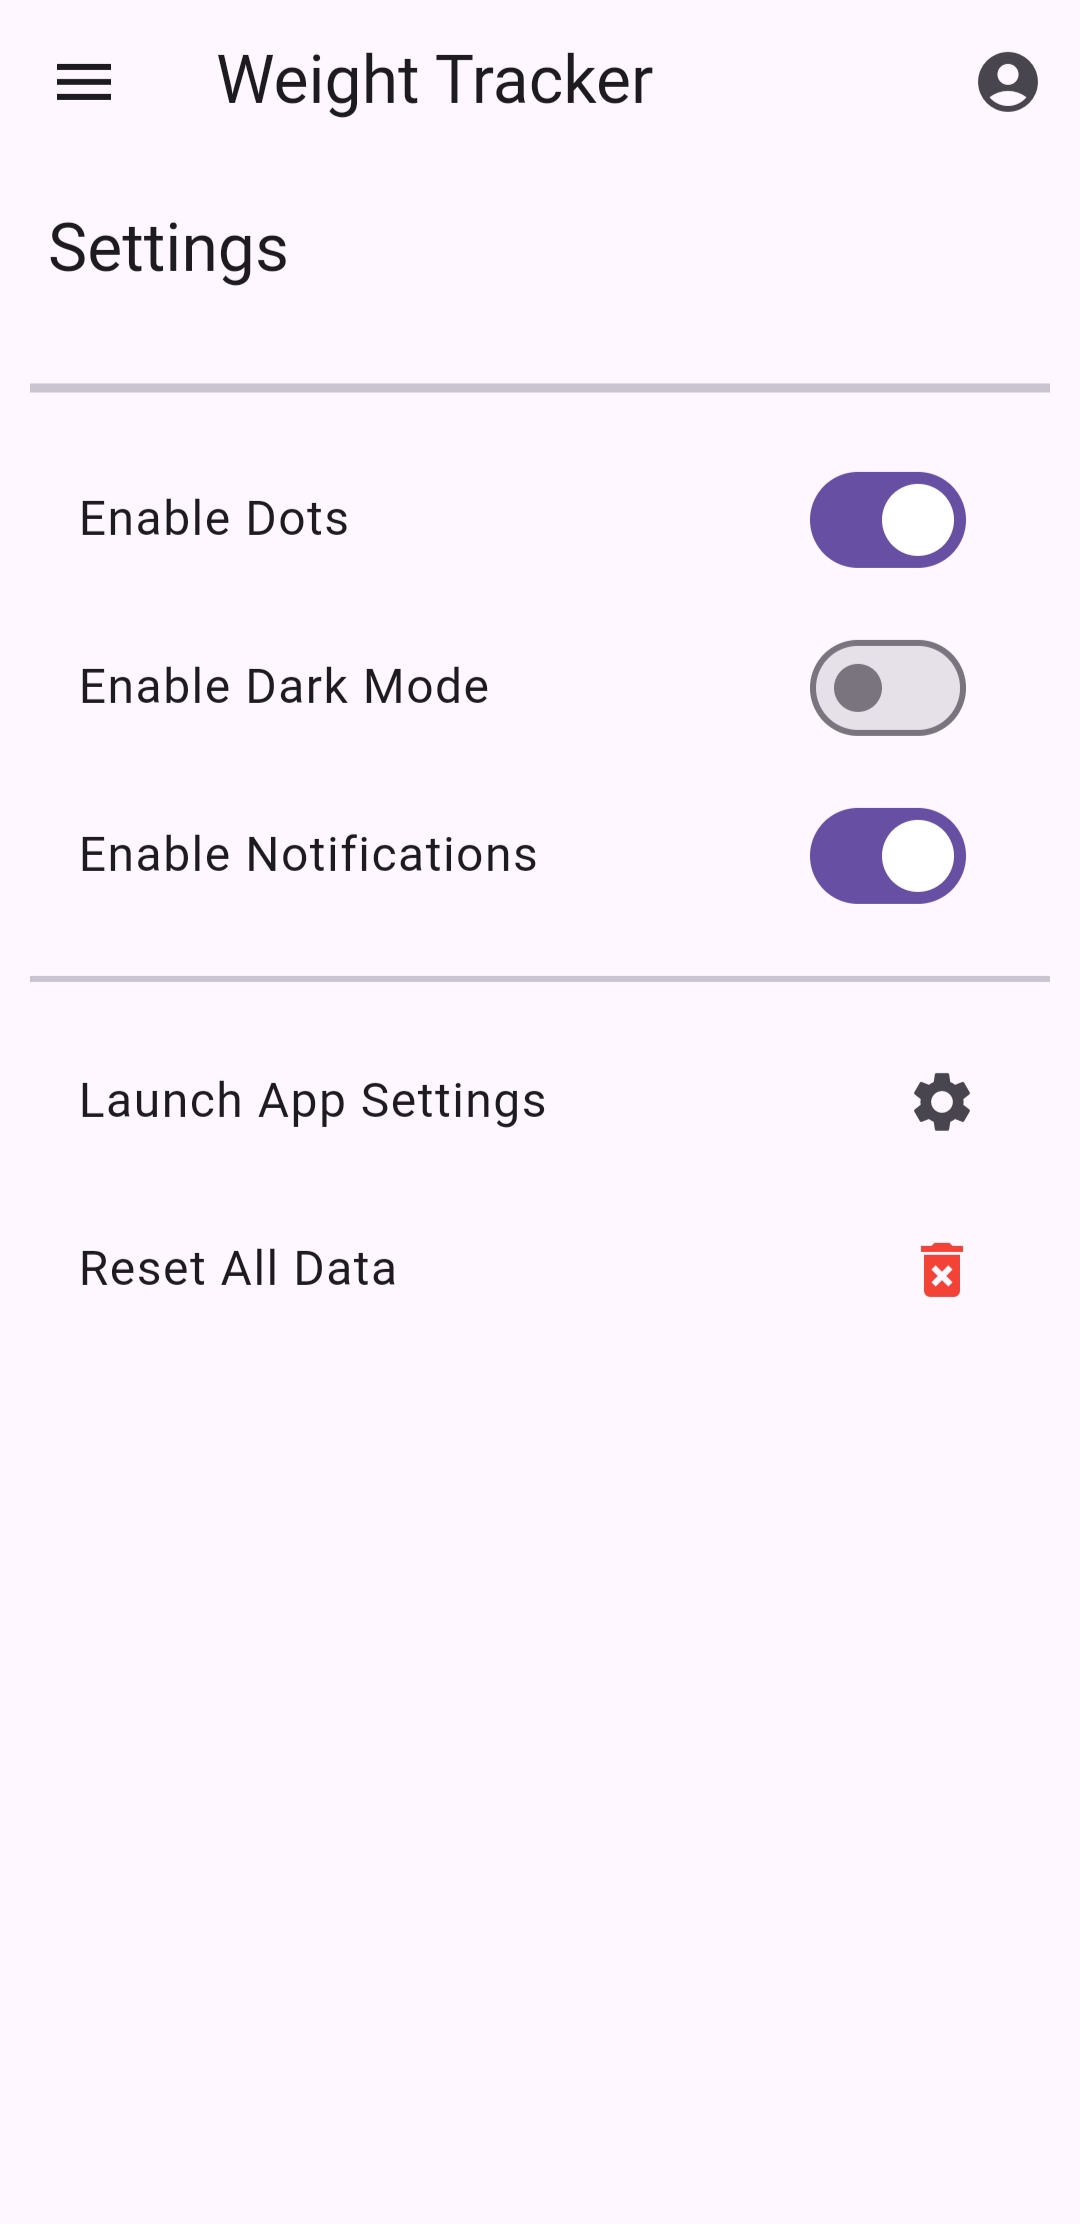 Weight Tracker
Settings
Enable Dots
Enable Dark Mode
Enable Notifications
Launch App Settings
Reset All Data